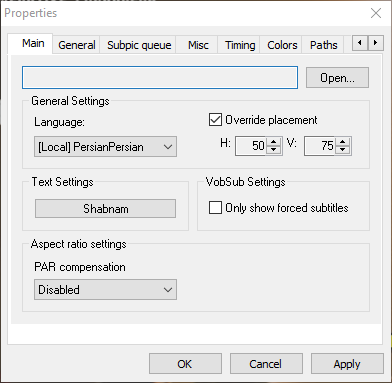 Properties
Main General Subpic queue Misc Timing Colors Paths
Open...
General Settings
Language:
Override placement
[Local] PersianPersian
H: 50 V: 75
Text Settings
VobSub Settings
Shabnam
Only show forced subtitles
Aspect ratio settings
PAR compensation
Disabled
OK Cancel Apply